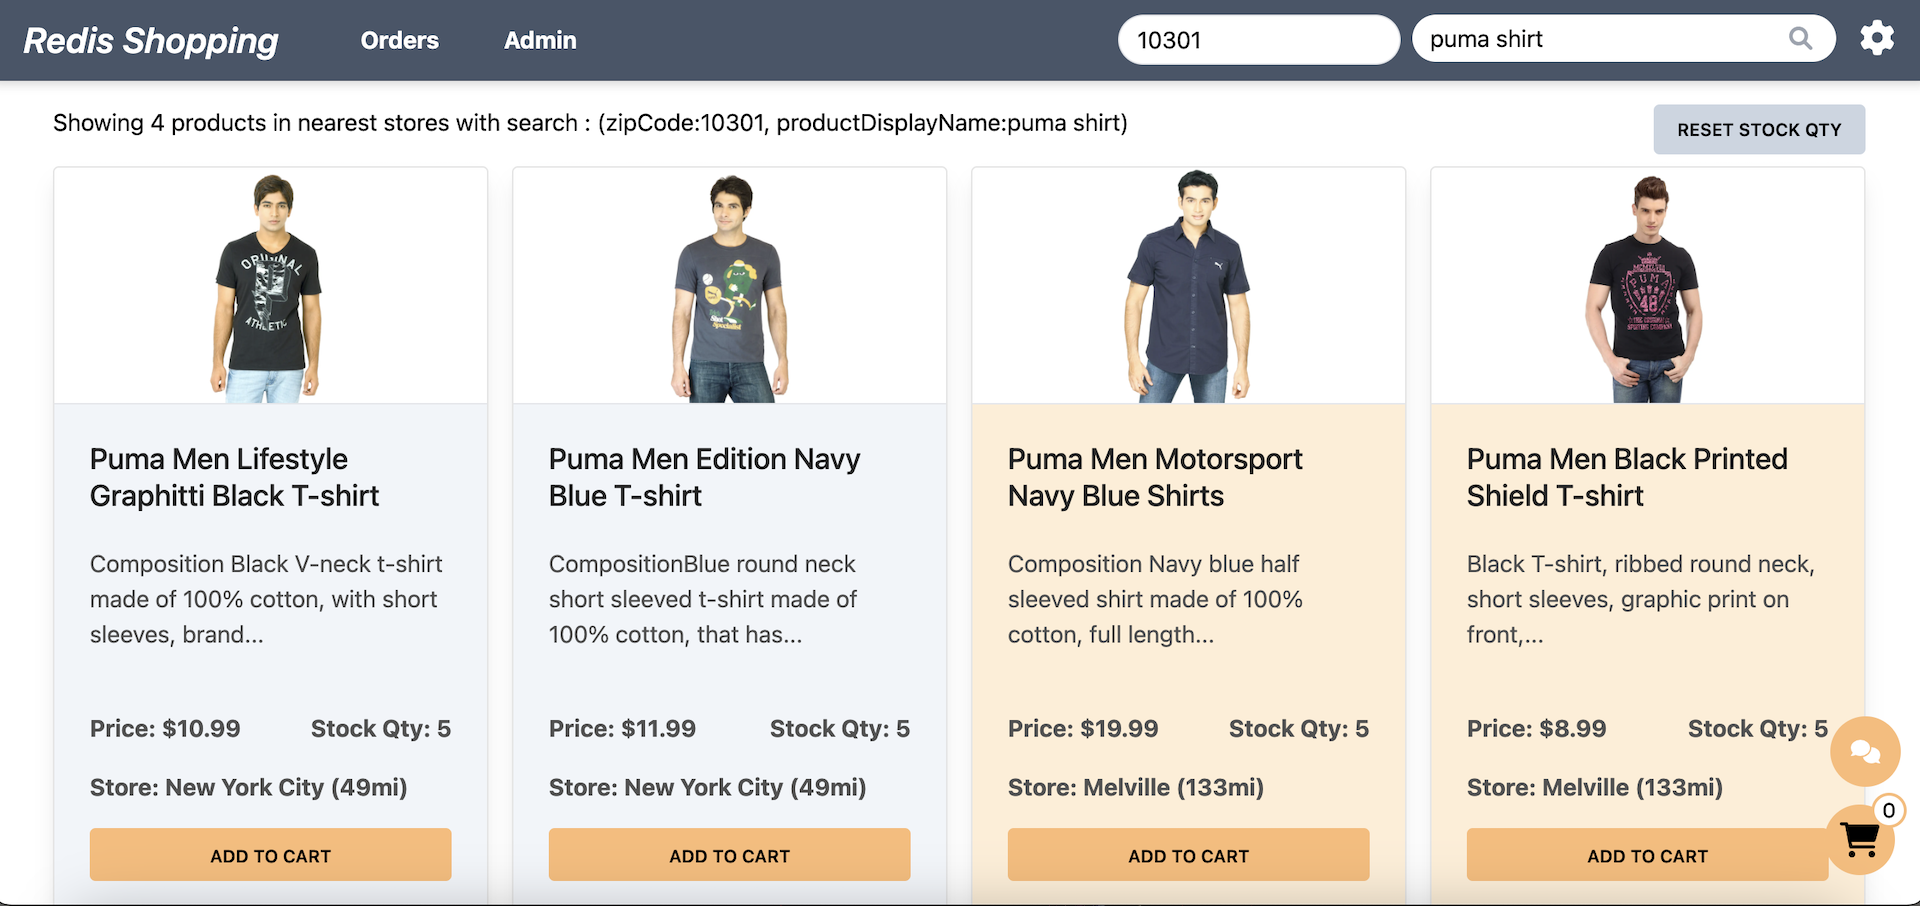 Redis Shopping
Orders
Admin
10301
puma shirt
Showing 4 products in nearest stores with search : (zipCode:10301, productDisplayName:puma shirt)
RESET STOCK QTY
ORIGINAL
ATHLETIC
Puma Men Lifestyle
Graphitti Black T-shirt
Composition Black V-neck t-shirt
made of 100% cotton, with short
sleeves, brand...
Price: $10.99
Stock Qty: 5
Store: New York City (49mi)
ADD TO CART
Shot
Specialist
Puma Men Edition Navy
Blue T-shirt
CompositionBlue round neck
short sleeved t-shirt made of
100% cotton, that has...
Price: $11.99
Stock Qty: 5
Store: New York City (49mi)
ADD TO CART
Puma Men Motorsport
Navy Blue Shirts
Composition Navy blue half
sleeved shirt made of 100%
cotton, full length...
Price: $19.99
Stock Qty: 5
Store: Melville (133mi)
ADD TO CART
PUMA
48
Puma Men Black Printed
Shield T-shirt
Black T-shirt, ribbed round neck,
short sleeves, graphic print on
front,...
Price: $8.99
Stock Qty: 5
Store: Melville (133mi)
ADD TO CART
0